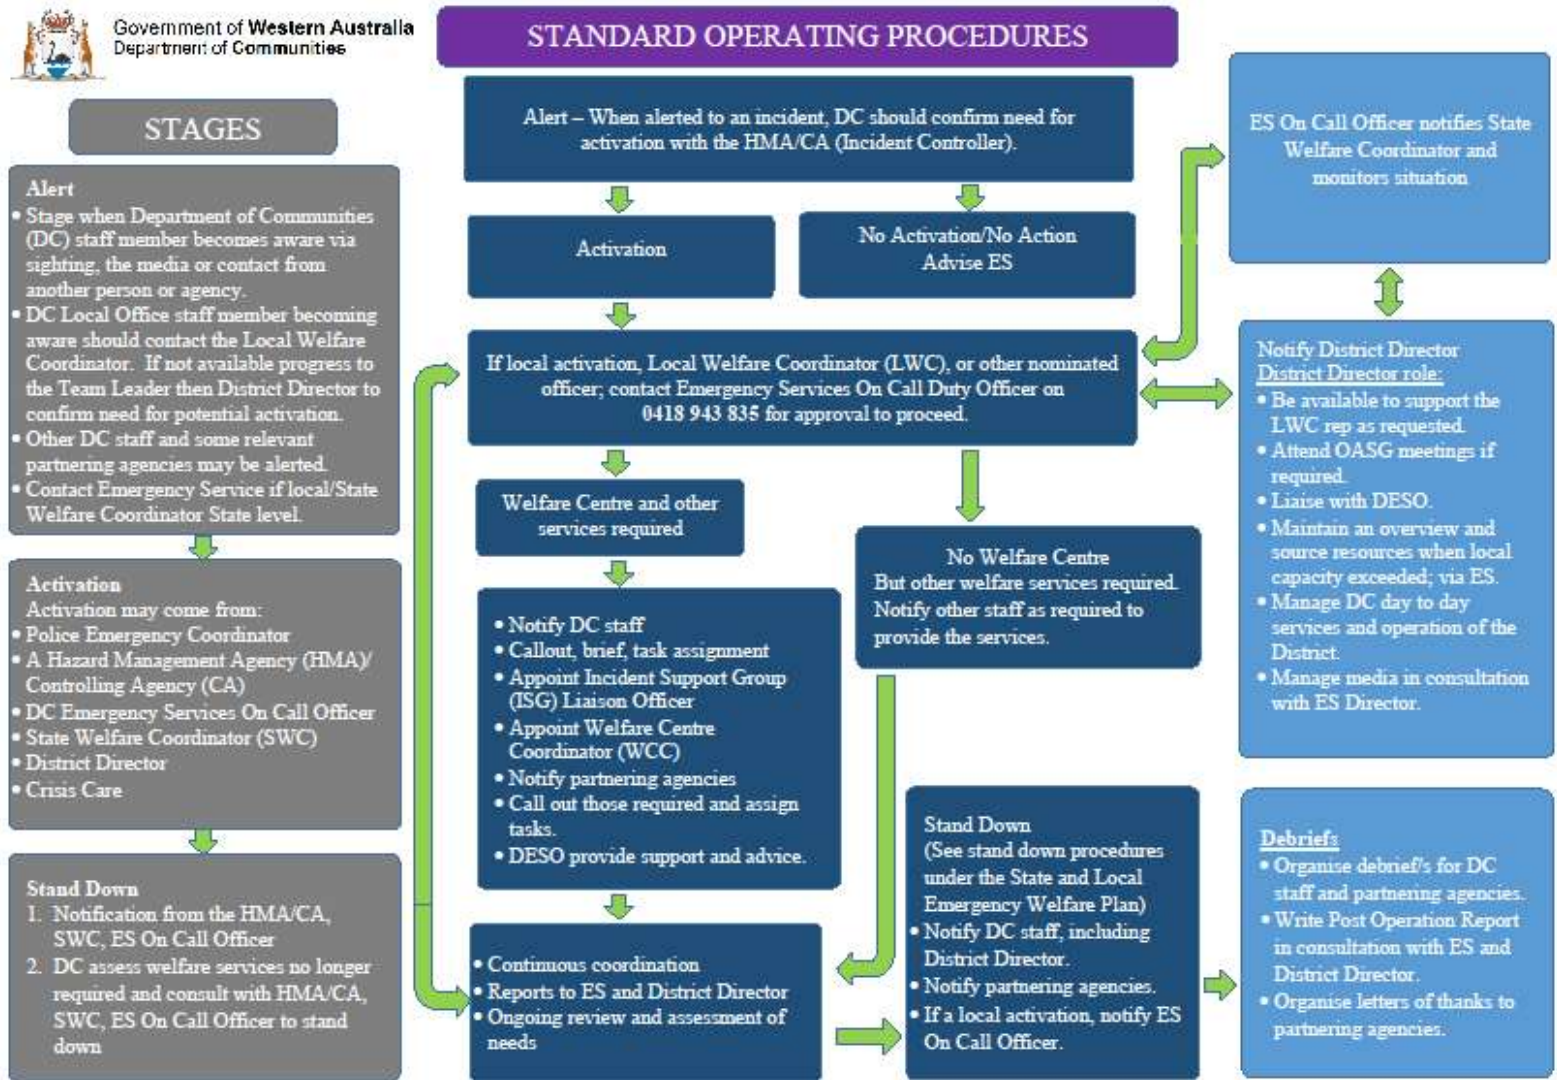 Government of Western Australia
Department of Communities
STANDARD OPERATING PROCEDURES
STAGES
Alert
• Stage when Department of Communities
(DC) staff member becomes aware via
sighting, the media or contact from
another person or agency.
• DC Local Office staff member becoming
aware should contact the Local Welfare
Coordinator. If not available progress to
the Team Leader then District Director to
confirm need for potential activation.
• Other DC staff and some relevant
partnering agencies may be alerted.
• Contact Emergency Service if local/State
Welfare Coordinator State level.
Activation
Activation may come from:
• Police Emergency Coordinator
• A Hazard Management Agency (HMA)/
Controlling Agency (CA)
• DC Emergency Services On Call Officer
• State Welfare Coordinator (SWC)
• District Director
• Crisis Care
Stand Down
1. Notification from the HMA/CA,
SWC, ES On Call Officer
2. DC assess welfare services no longer
required and consult with HMA/CA,
SWC, ES On Call Officer to stand
down
Alert – When alerted to an incident, DC should confirm need for
activation with the HMA/CA (Incident Controller).
Activation
No Activation/No Action
Advise ES
If local activation, Local Welfare Coordinator (LWC), or other nominated
officer; contact Emergency Services On Call Duty Officer on
0418 943 835 for approval to proceed.
Welfare Centre and other
services required
No Welfare Centre
But other welfare services required.
Notify other staff as required to
provide the services.
• Notify DC staff
• Callout, brief, task assignment
• Appoint Incident Support Group
(ISG) Liaison Officer
• Appoint Welfare Centre
Coordinator (WCC)
• Notify partnering agencies
• Call out those required and assign
tasks.
• DESO provide support and advice.
• Continuous coordination
• Reports to ES and District Director
• Ongoing review and assessment of
needs
Stand Down
(See stand down procedures
under the State and Local
Emergency Welfare Plan)
• Notify DC staff, including
District Director.
• Notify partnering agencies.
• If a local activation, notify ES
On Call Officer.
ES On Call Officer notifies State
Welfare Coordinator and
monitors situation
Notify District Director
District Director role:
• Be available to support the
LWC rep as requested.
• Attend OASG meetings if
required.
• Liaise with DESO.
• Maintain an overview and
source resources when local
capacity exceeded; via ES.
• Manage DC day to day
services and operation of the
District.
• Manage media in consultation
with ES Director.
Debriefs
• Organise debrief/s for DC
staff and partnering agencies.
• Write Post Operation Report
in consultation with ES and
District Director.
• Organise letters of thanks to
partnering agencies.